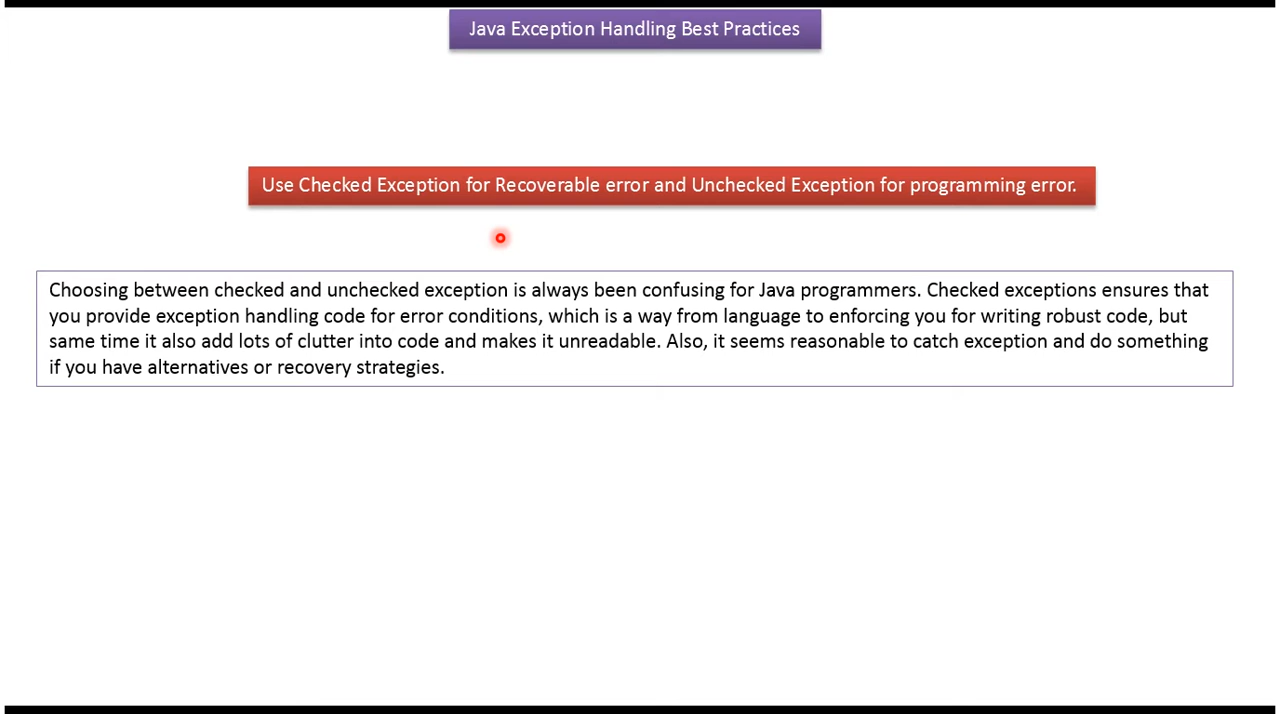 Java Exception Handling Best Practices
Use Checked Exception for Recoverable error and Unchecked Exception for programming error.
Choosing between checked and unchecked exception is always been confusing for Java programmers. Checked exceptions ensures that
you provide exception handling code for error conditions, which is a way from language to enforcing you for writing robust code, but
same time it also add lots of clutter into code and makes it unreadable. Also, it seems reasonable to catch exception and do something
if you have alternatives or recovery strategies.